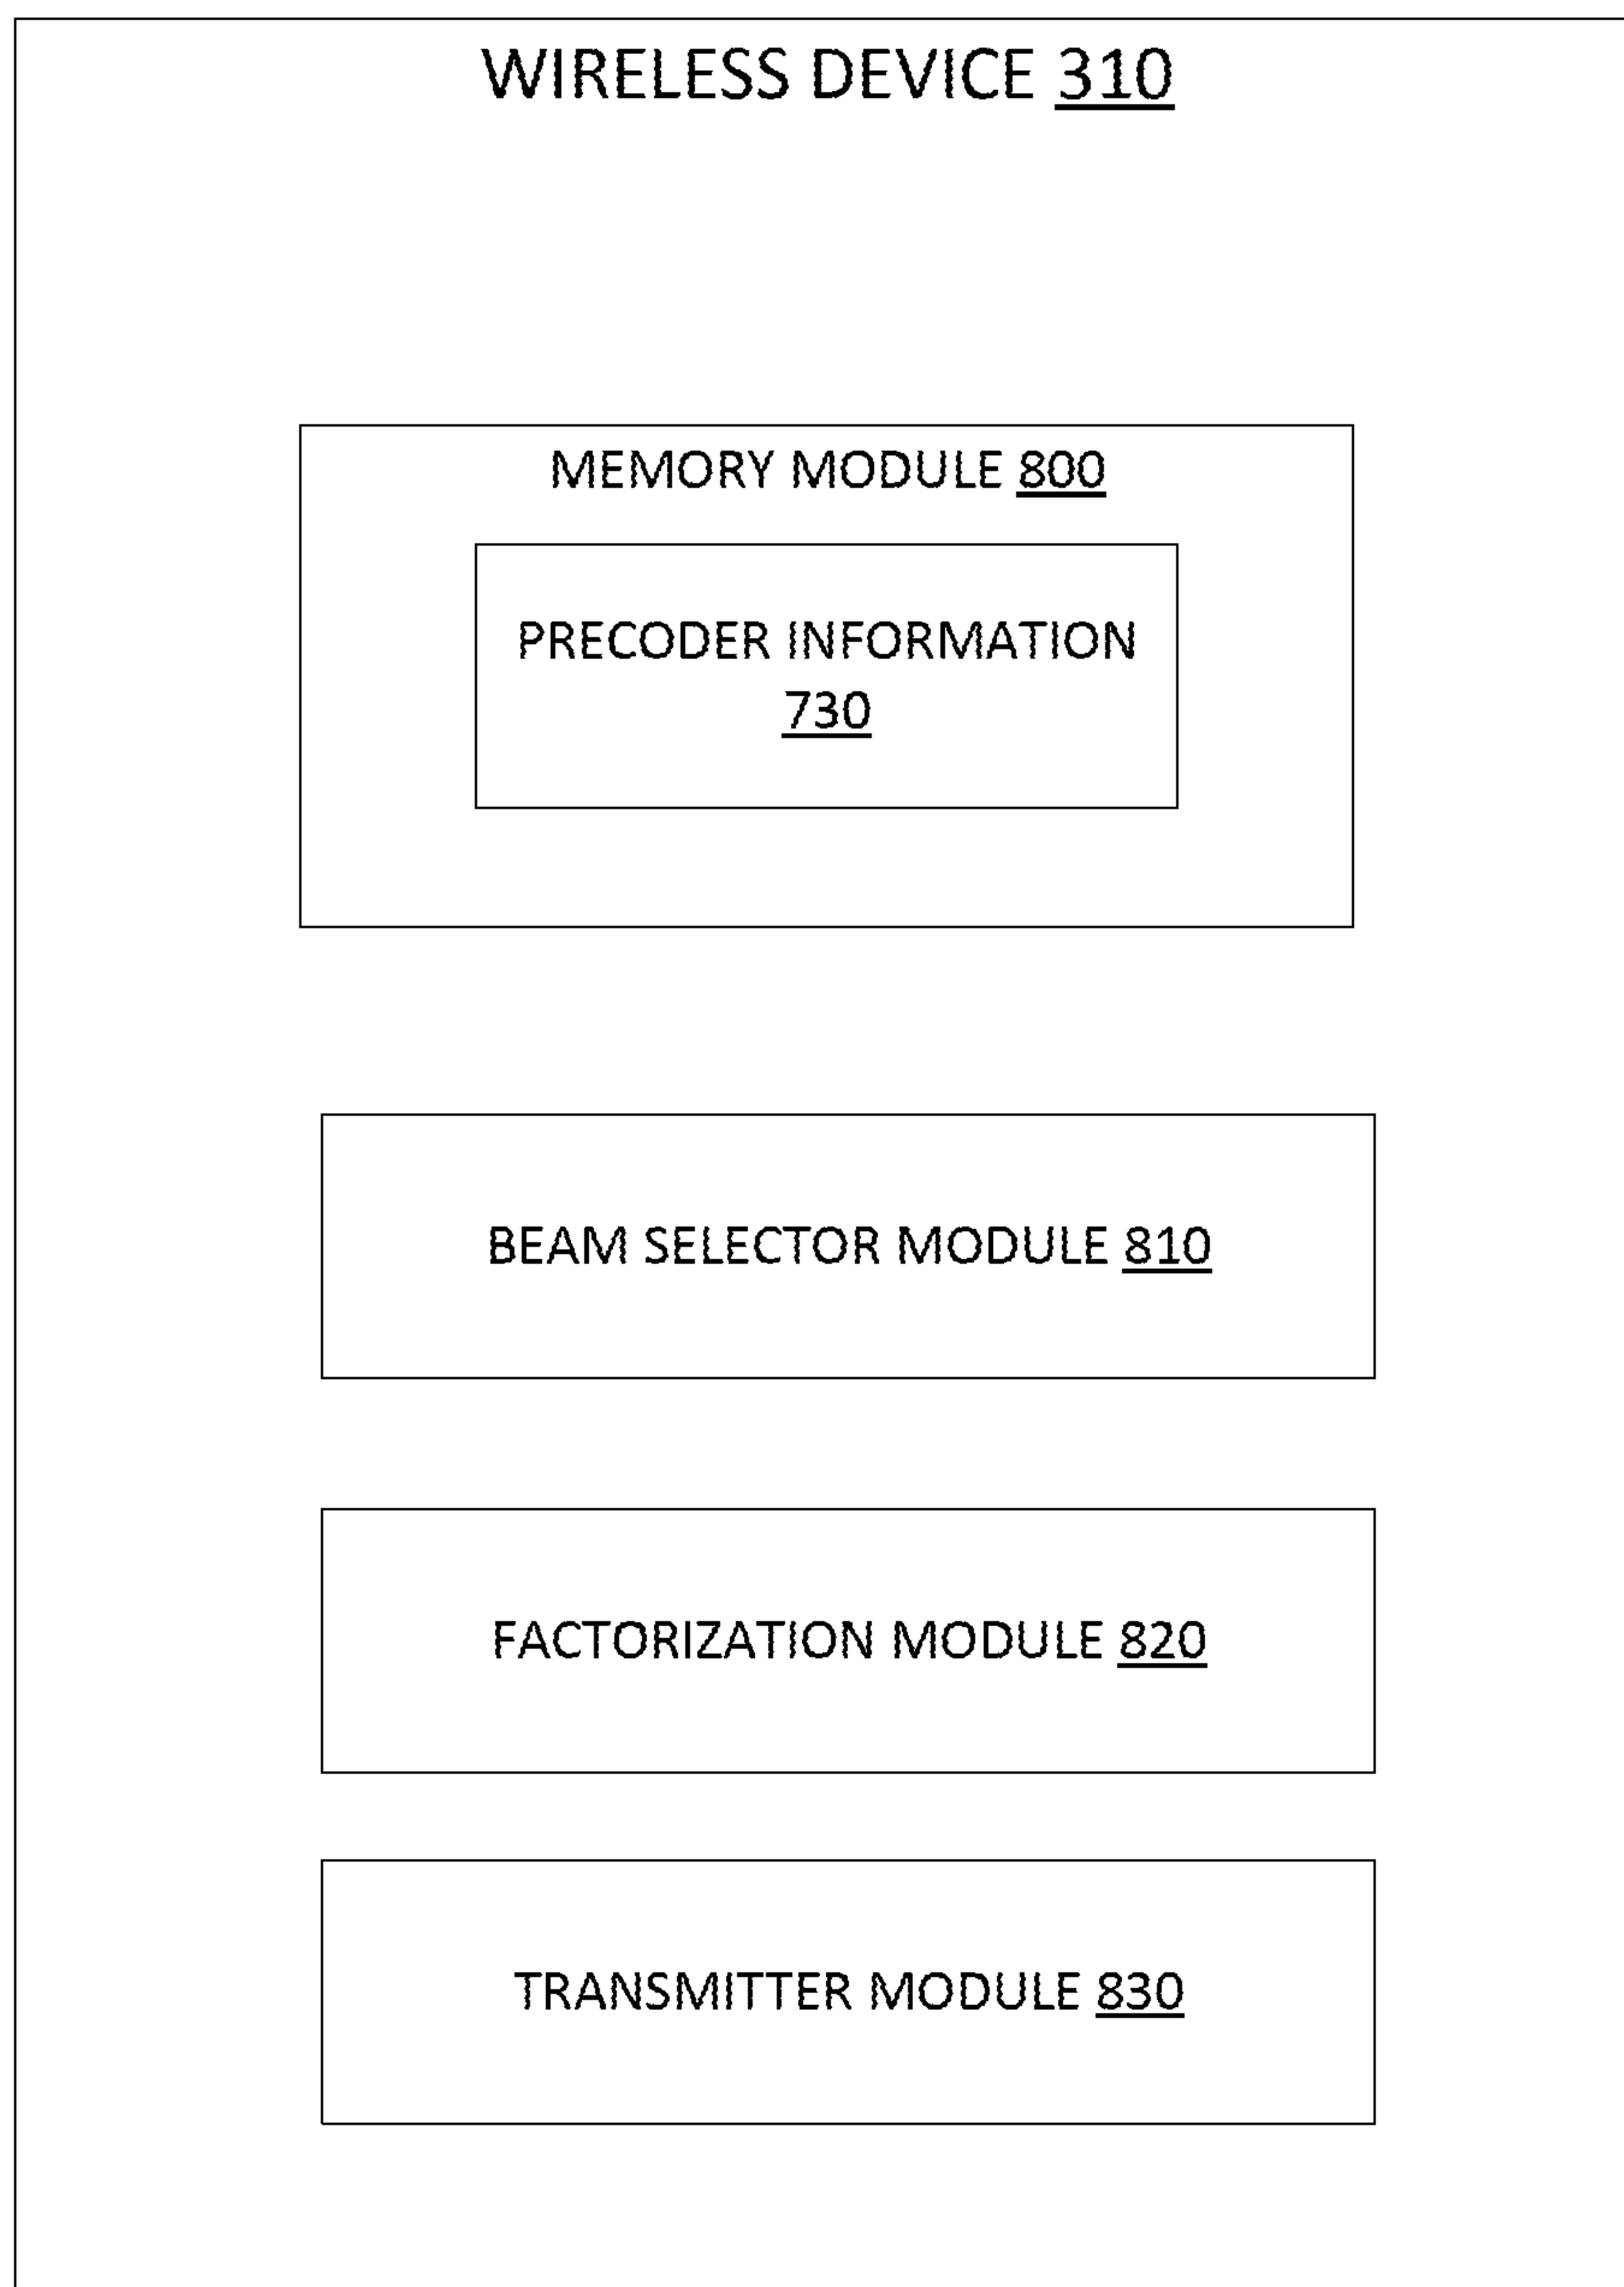 WIRELESS DEVICE 310
MEMORY MODULE 800
PRECODER INFORMATION
730
BEAM SELECTOR MODULE 810
FACTORIZATION MODULE 820
TRANSMITTER MODULE 830